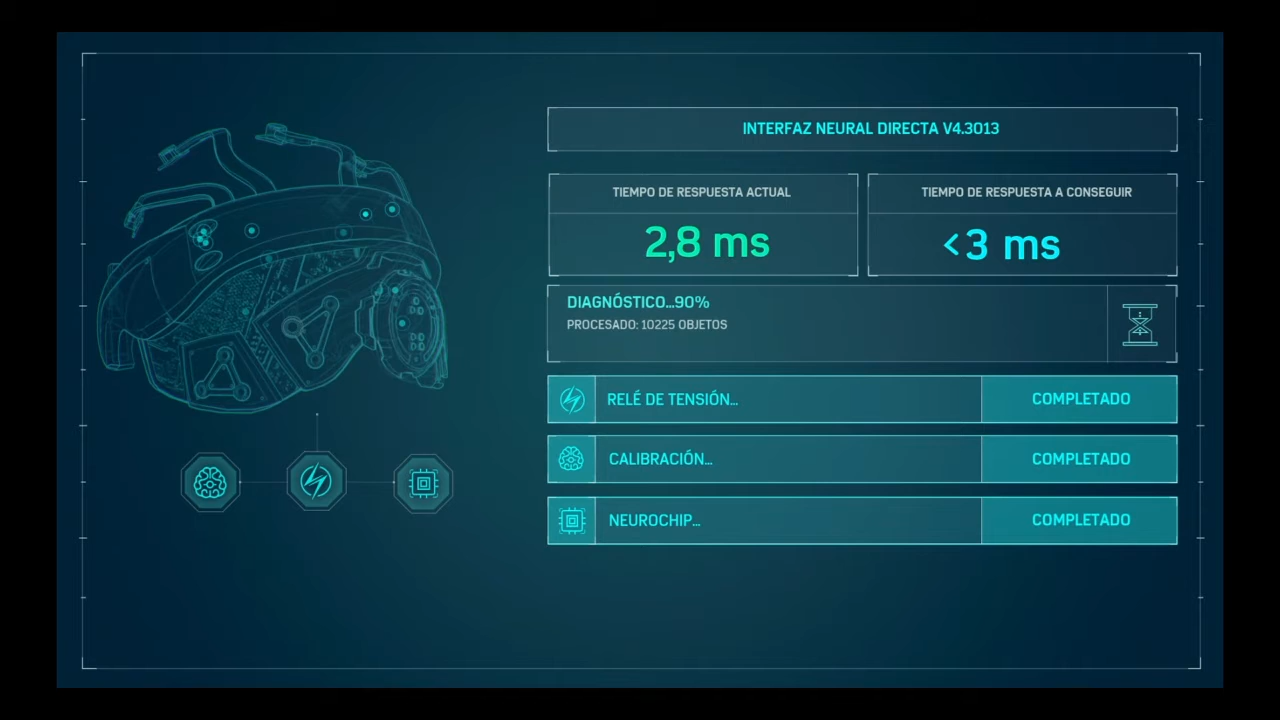 INTERFAZ NEURAL DIRECTA V4.3013
TIEMPO DE RESPUESTA ACTUAL
2,8 ms
TIEMPO DE RESPUESTA A CONSEGUIR
<3 ms
DIAGNÓSTICO...90%
PROCESADO: 10225 OBJETOS
RELÉ DE TENSIÓN... COMPLETADO
CALIBRACIÓN... COMPLETADO
NEUROCHIP... COMPLETADO